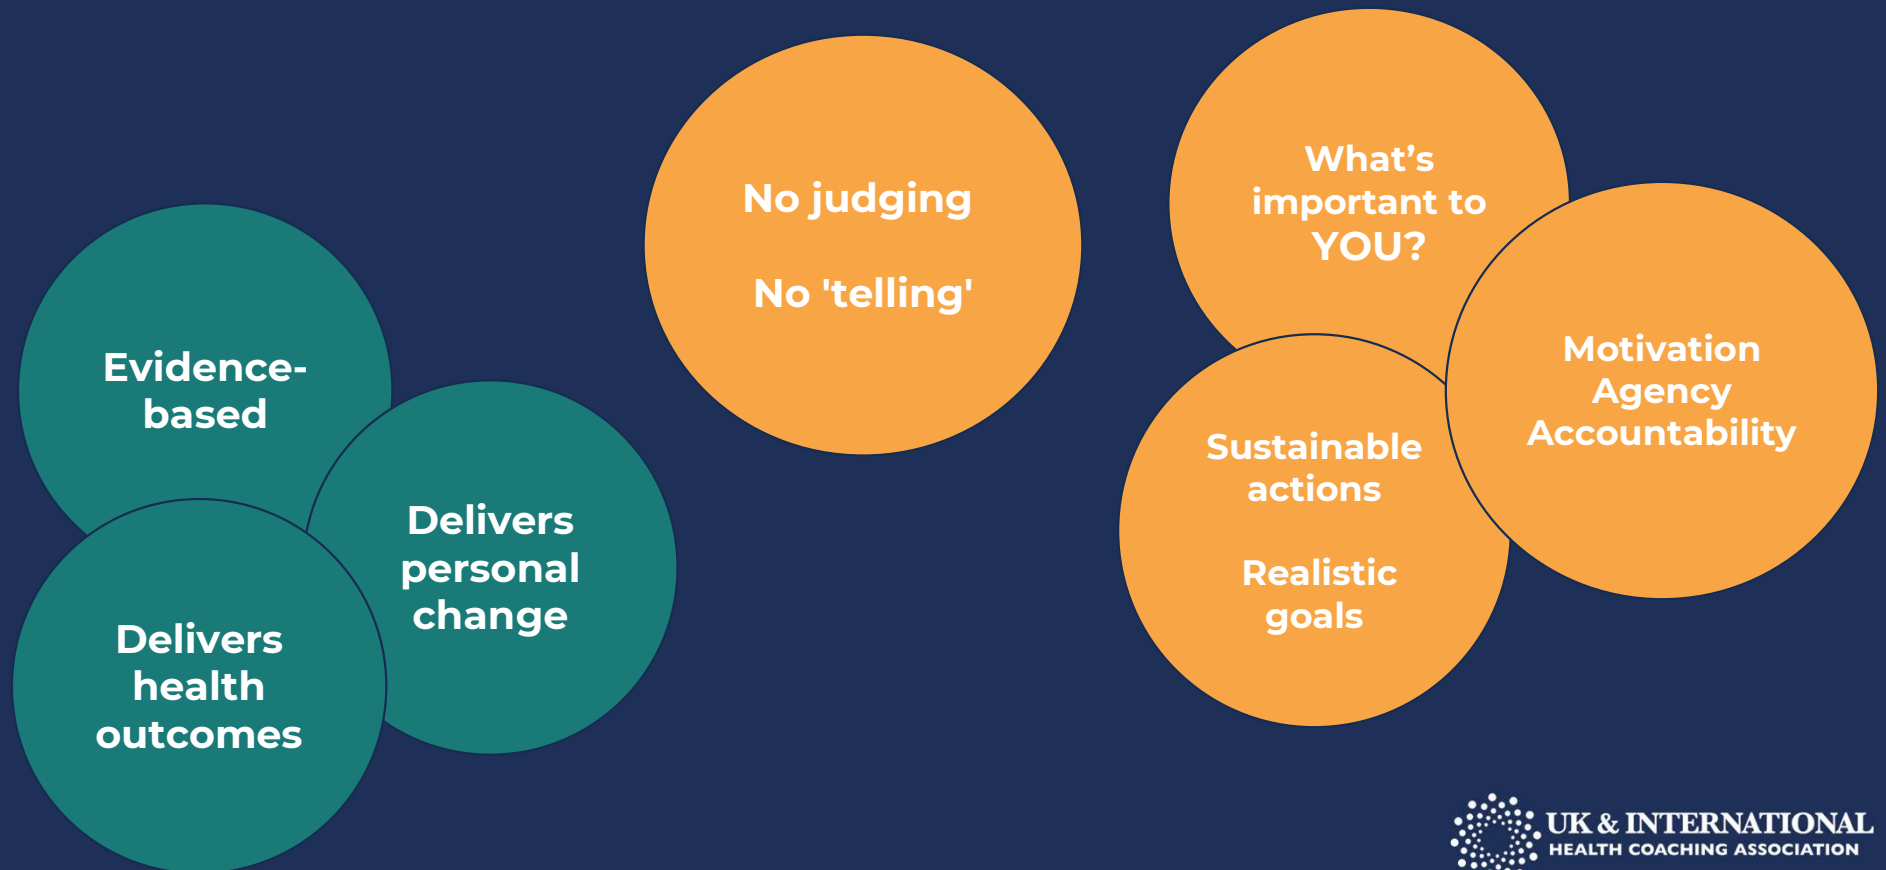 Evidence-
based
Delivers
personal
change
Delivers
health
outcomes
No judging
No 'telling'
What’s
important to
YOU?
Motivation
Agency
Accountability
Sustainable
actions
Realistic
goals
UK & INTERNATIONAL
HEALTH COACHING ASSOCIATION